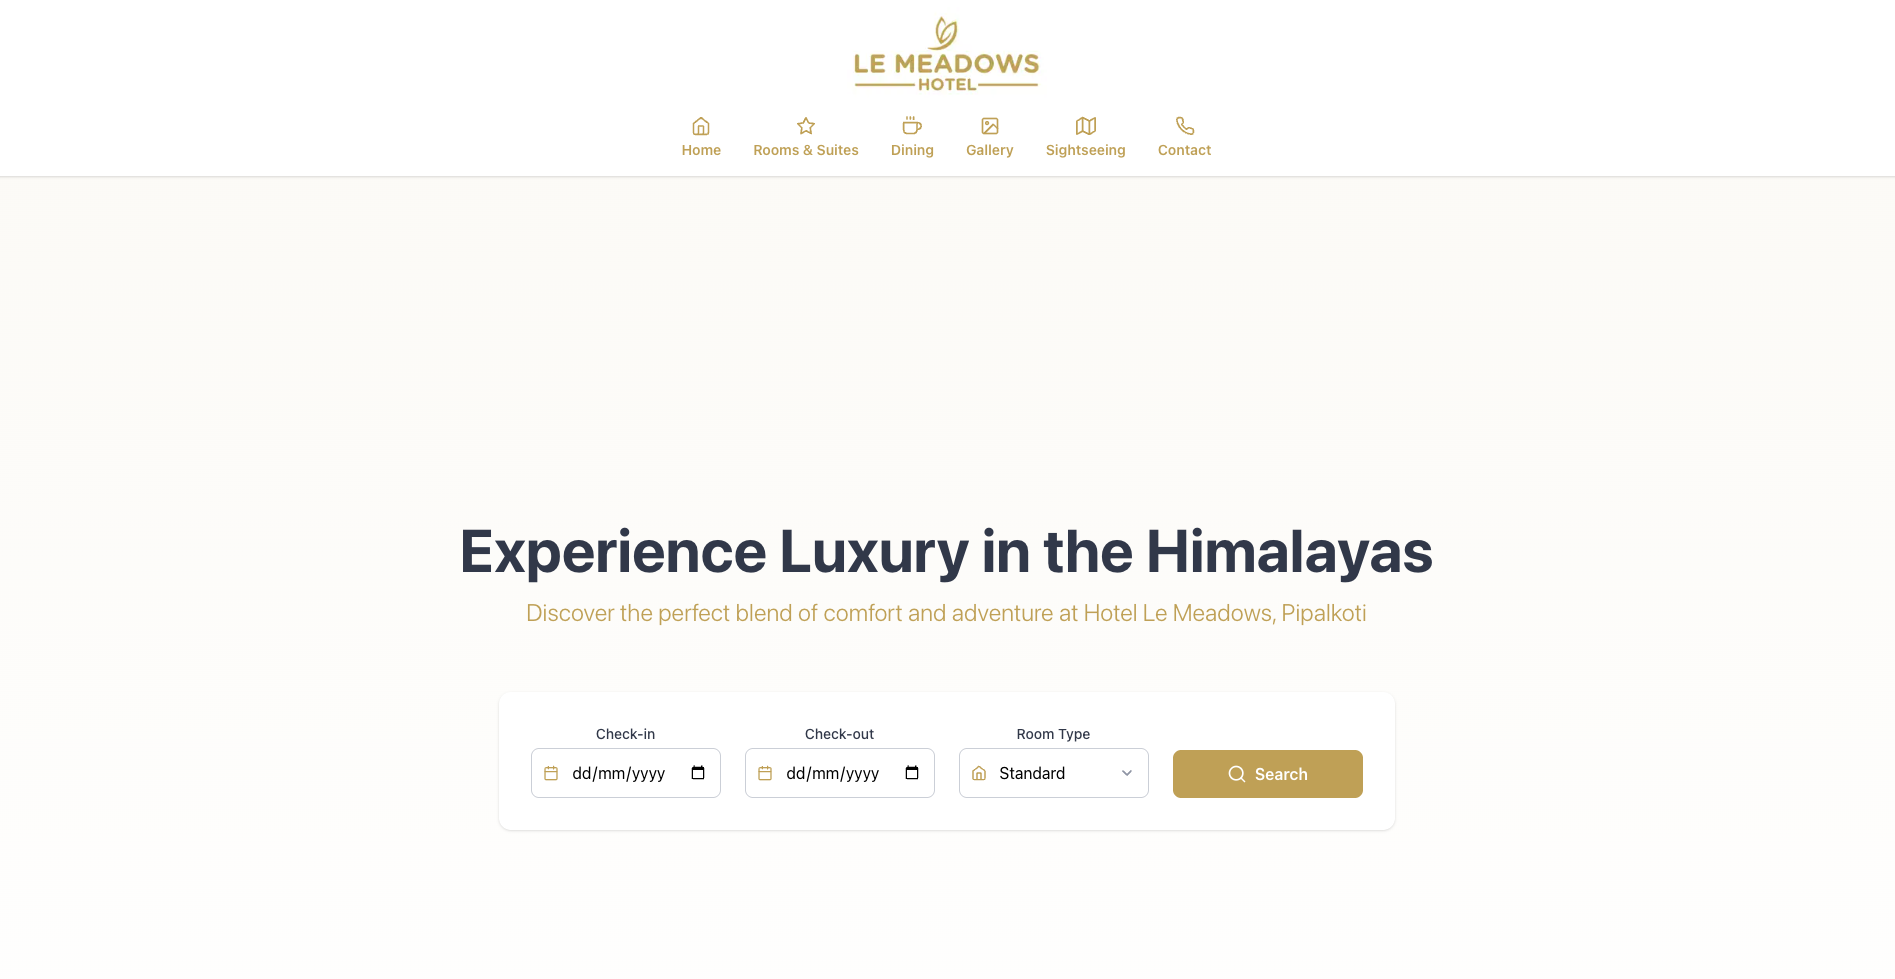 LE MEADOWS
HOTEL
Home Rooms & Suites Dining Gallery Sightseeing Contact
Experience Luxury in the Himalayas
Discover the perfect blend of comfort and adventure at Hotel Le Meadows, Pipalkoti
Check-in Check-out Room Type
dd/mm/yyyy dd/mm/yyyy Standard Search